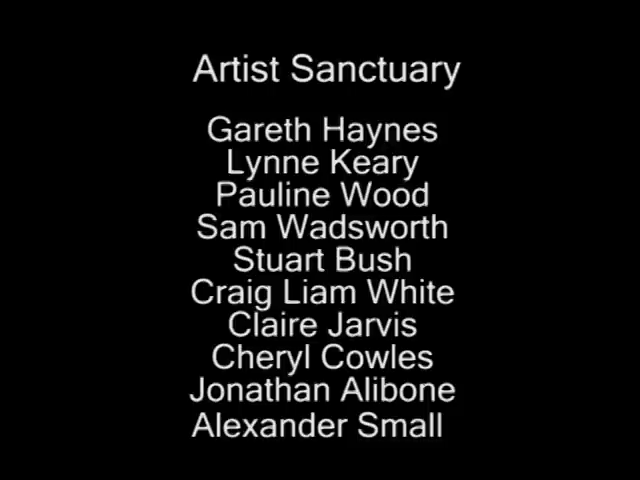 Artist Sanctuary
Gareth Haynes
Lynne Keary
Pauline Wood
Sam Wadsworth
Stuart Bush
Craig Liam White
Claire Jarvis
Cheryl Cowles
Jonathan Alibone
Alexander Small